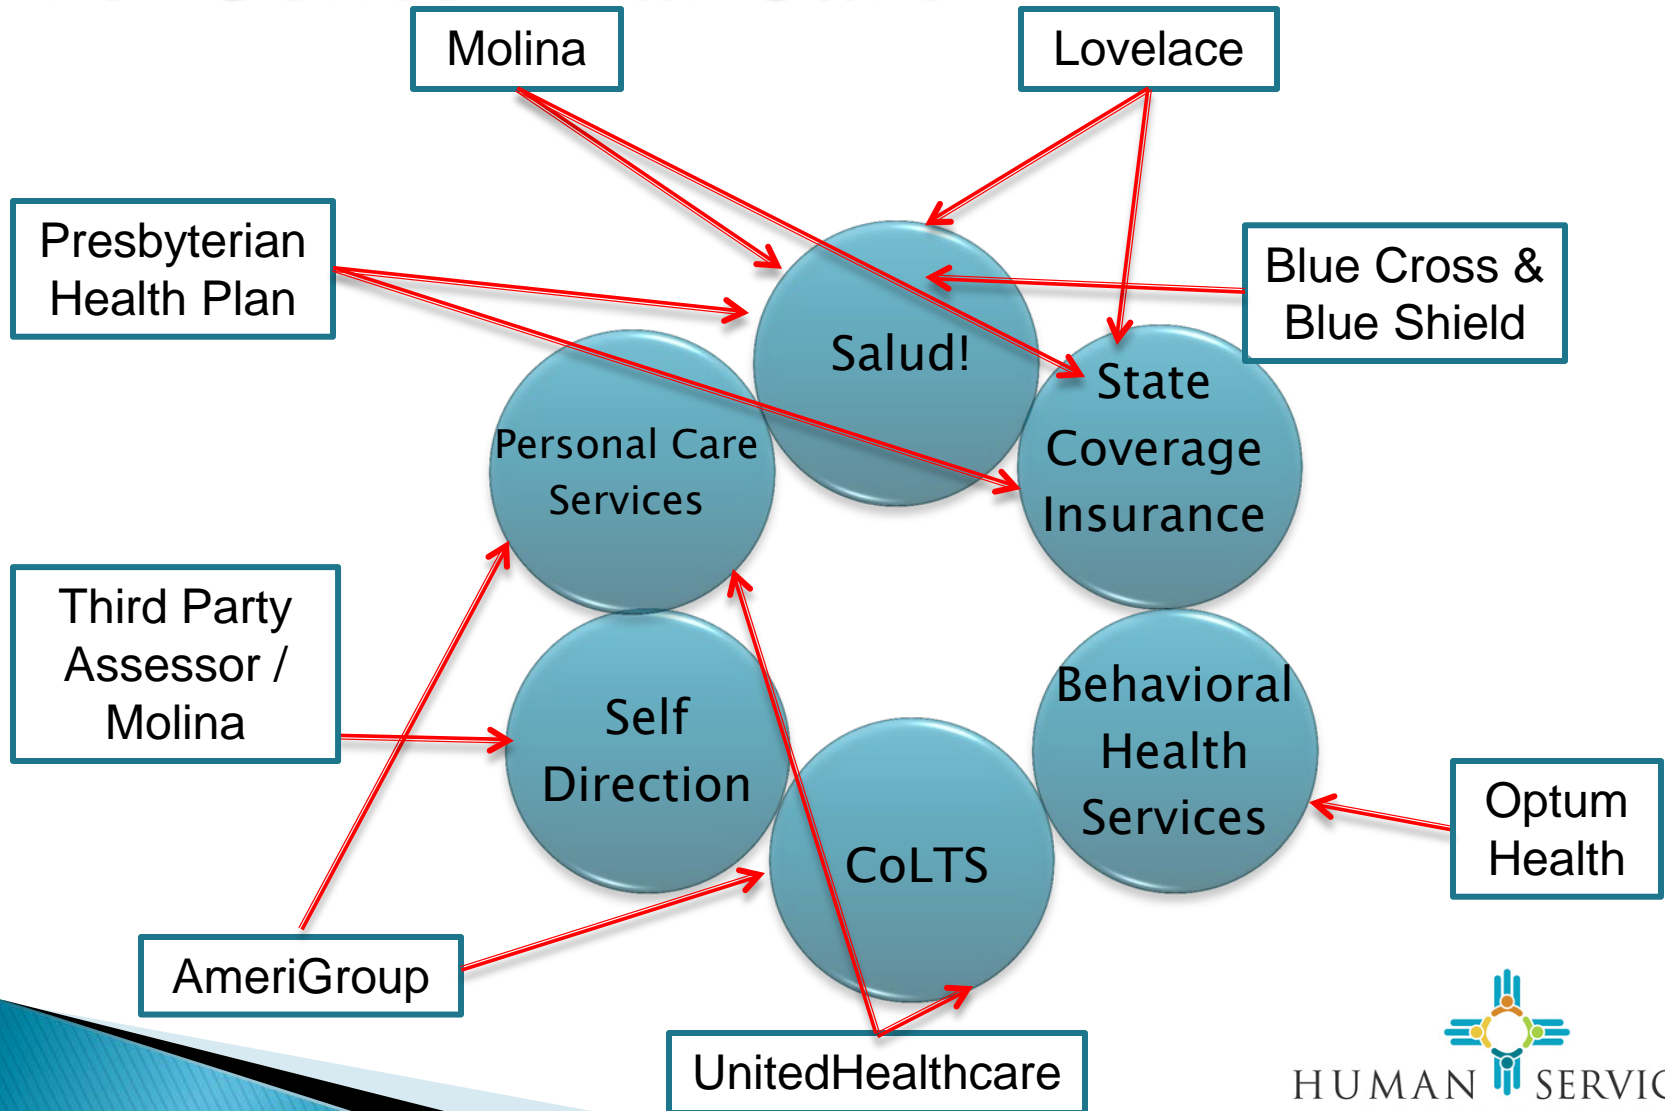 Molina
Lovelace
Presbyterian
Health Plan
Blue Cross &
Blue Shield
Salud!
State
Coverage
Insurance
Personal Care
Services
Third Party
Assessor /
Molina
Self
Direction
Behavioral
Health
Services
CoLTS
Optum
Health
AmeriGroup
UnitedHealthcare
HUMAN SERVIC